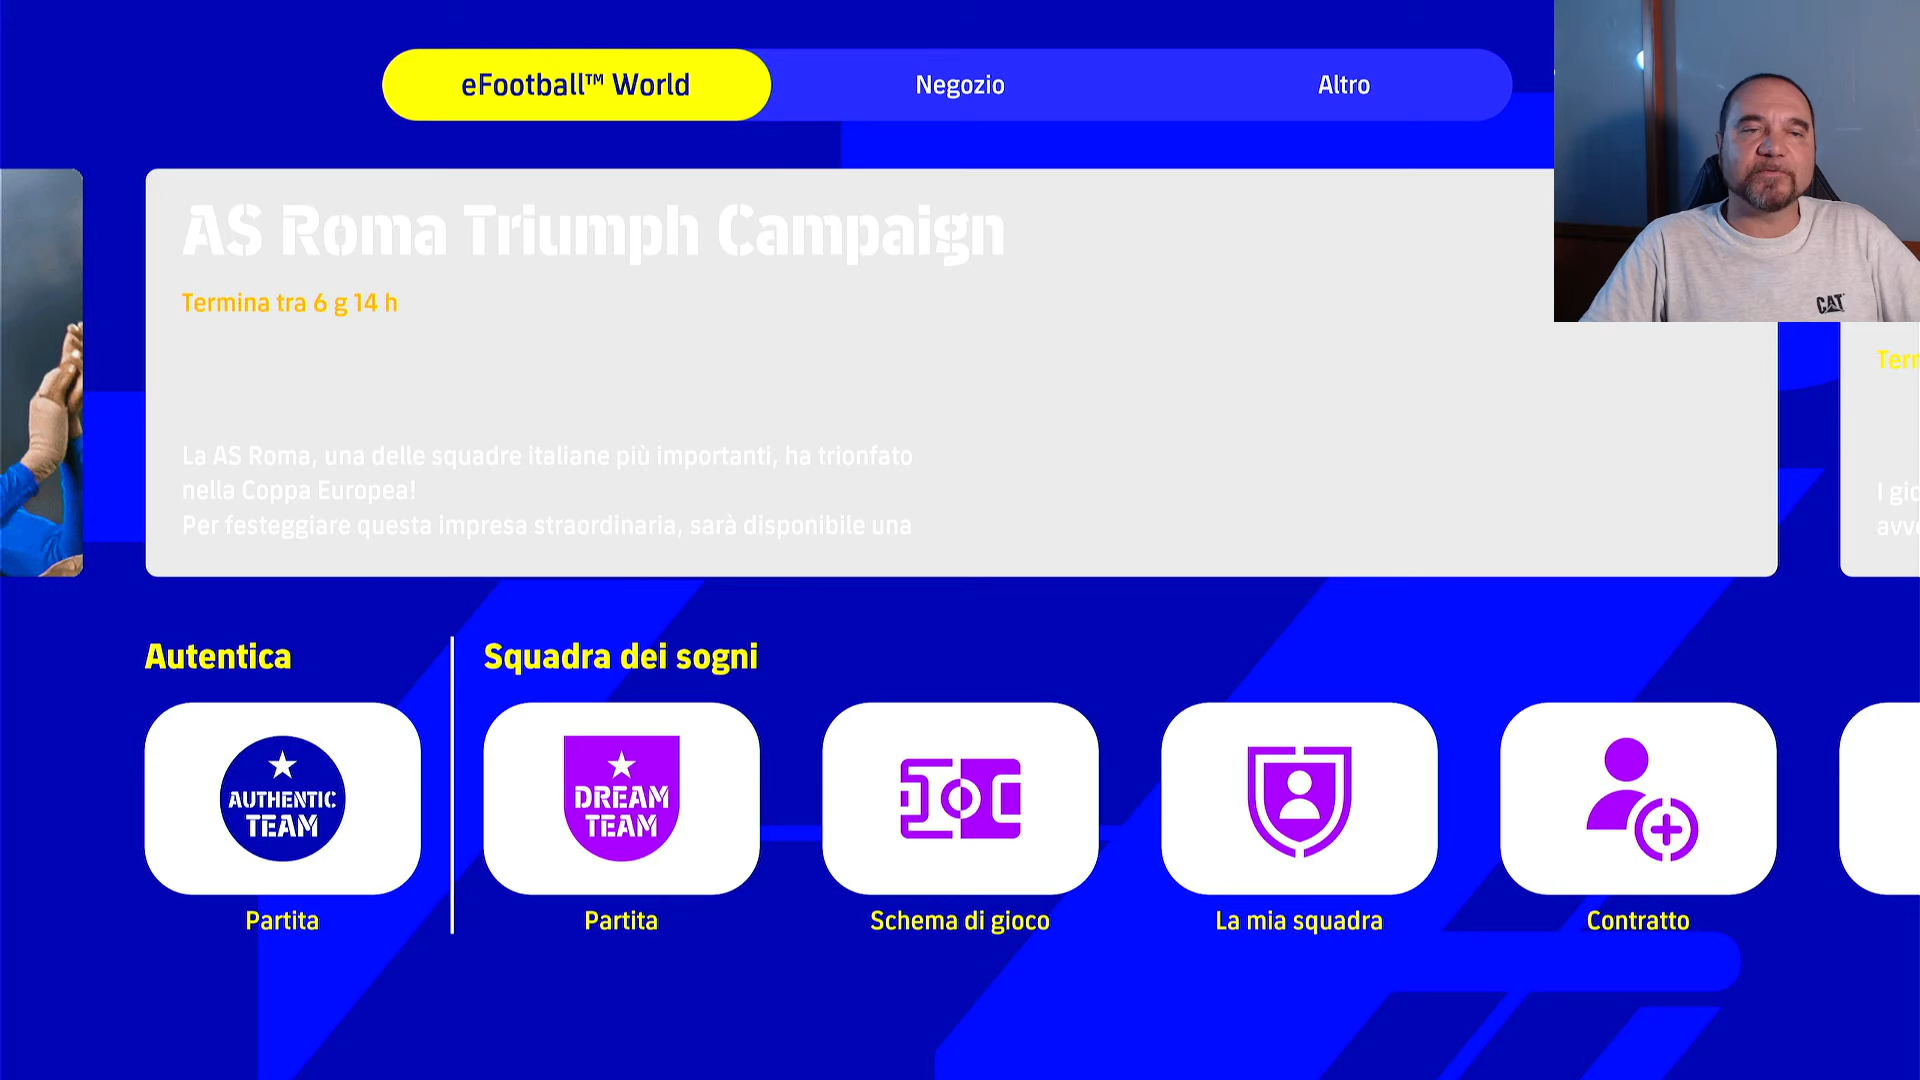 eFootball™ World
Negozio
Altro
AS Roma Triumph Campaign
Termina tra 6 g 14 h
La AS Roma, una delle squadre italiane più importanti, ha trionfato
nella Coppa Europea!
Per festeggiare questa impresa straordinaria, sarà disponibile una
CAT
Autentica
Squadra dei sogni
AUTHENTIC
TEAM
DREAM
TEAM
Partita
Partita
Schema di gioco
La mia squadra
Contratto